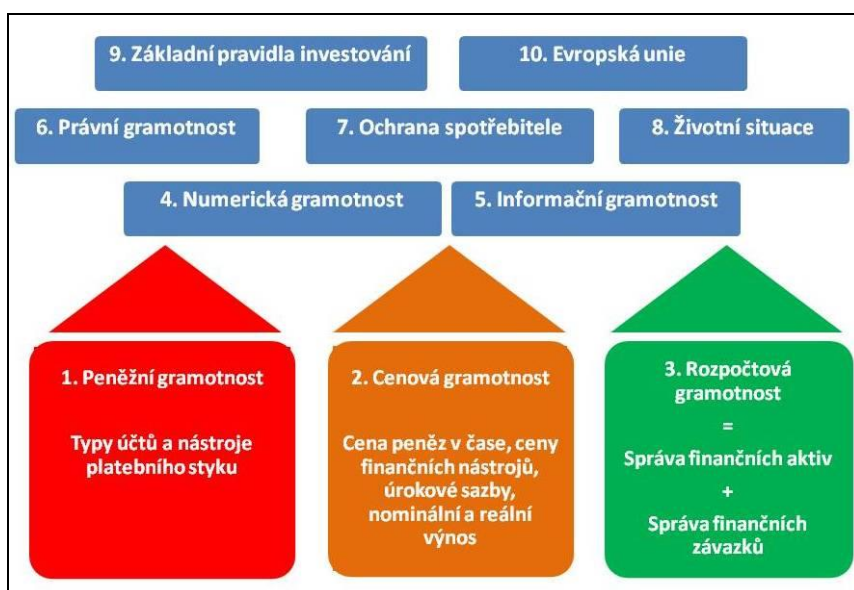 9. Základní pravidla investování
10. Evropská unie
6. Právní gramotnost
7. Ochrana spotřebitele
8. Životní situace
4. Numerická gramotnost
5. Informační gramotnost
1. Peněžní gramotnost
Typy účtů a nástroje
platebního styku
2. Cenová gramotnost
Cena peněz v čase, ceny
finančních nástrojů,
úrokové sazby,
nominální a reální
výnos
3. Rozpočtová
gramotnost
=
Správa finančních aktiv
+
Správa finančních
závazků